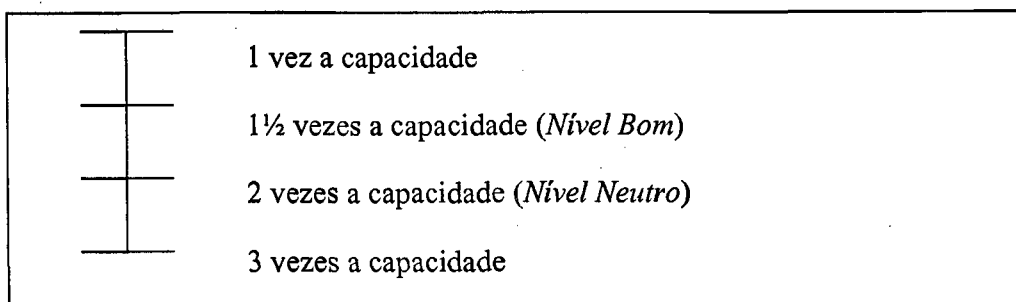 1 vez a capacidade
1½ vezes a capacidade (Nível Bom)
2 vezes a capacidade (Nível Neutro)
3 vezes a capacidade